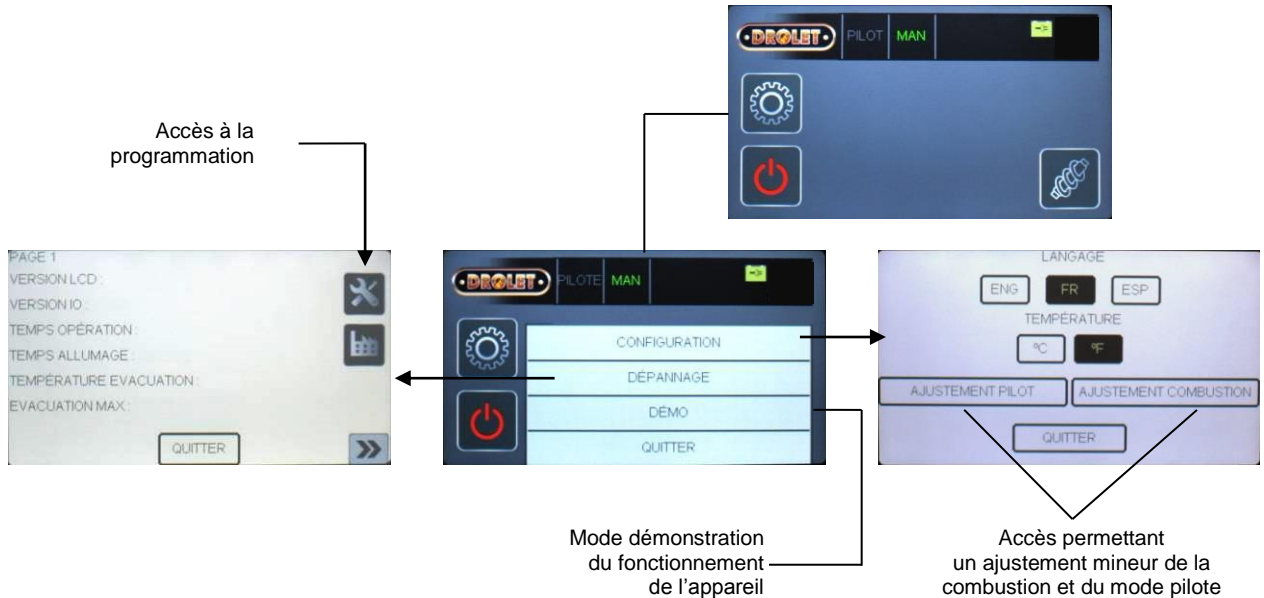 DROLET
PILOT
MAN
Accès à la
programmation
PAGE 1
VERSION LCD :
VERSION IO :
TEMPS OPÉRATION :
TEMPS ALLUMAGE :
TEMPÉRATURE EVACUATION :
EVACUATION MAX :
QUITTER
DROLET
PILOTE
MAN
CONFIGURATION
DÉPANNAGE
DÉMO
QUITTER
LANGAGE
ENG
FR
ESP
TEMPÉRATURE
°C
°F
AJUSTEMENT PILOT
AJUSTEMENT COMBUSTION
QUITTER
Mode démonstration
du fonctionnement
de l’appareil
Accès permettant
un ajustement mineur de la
combustion et du mode pilote